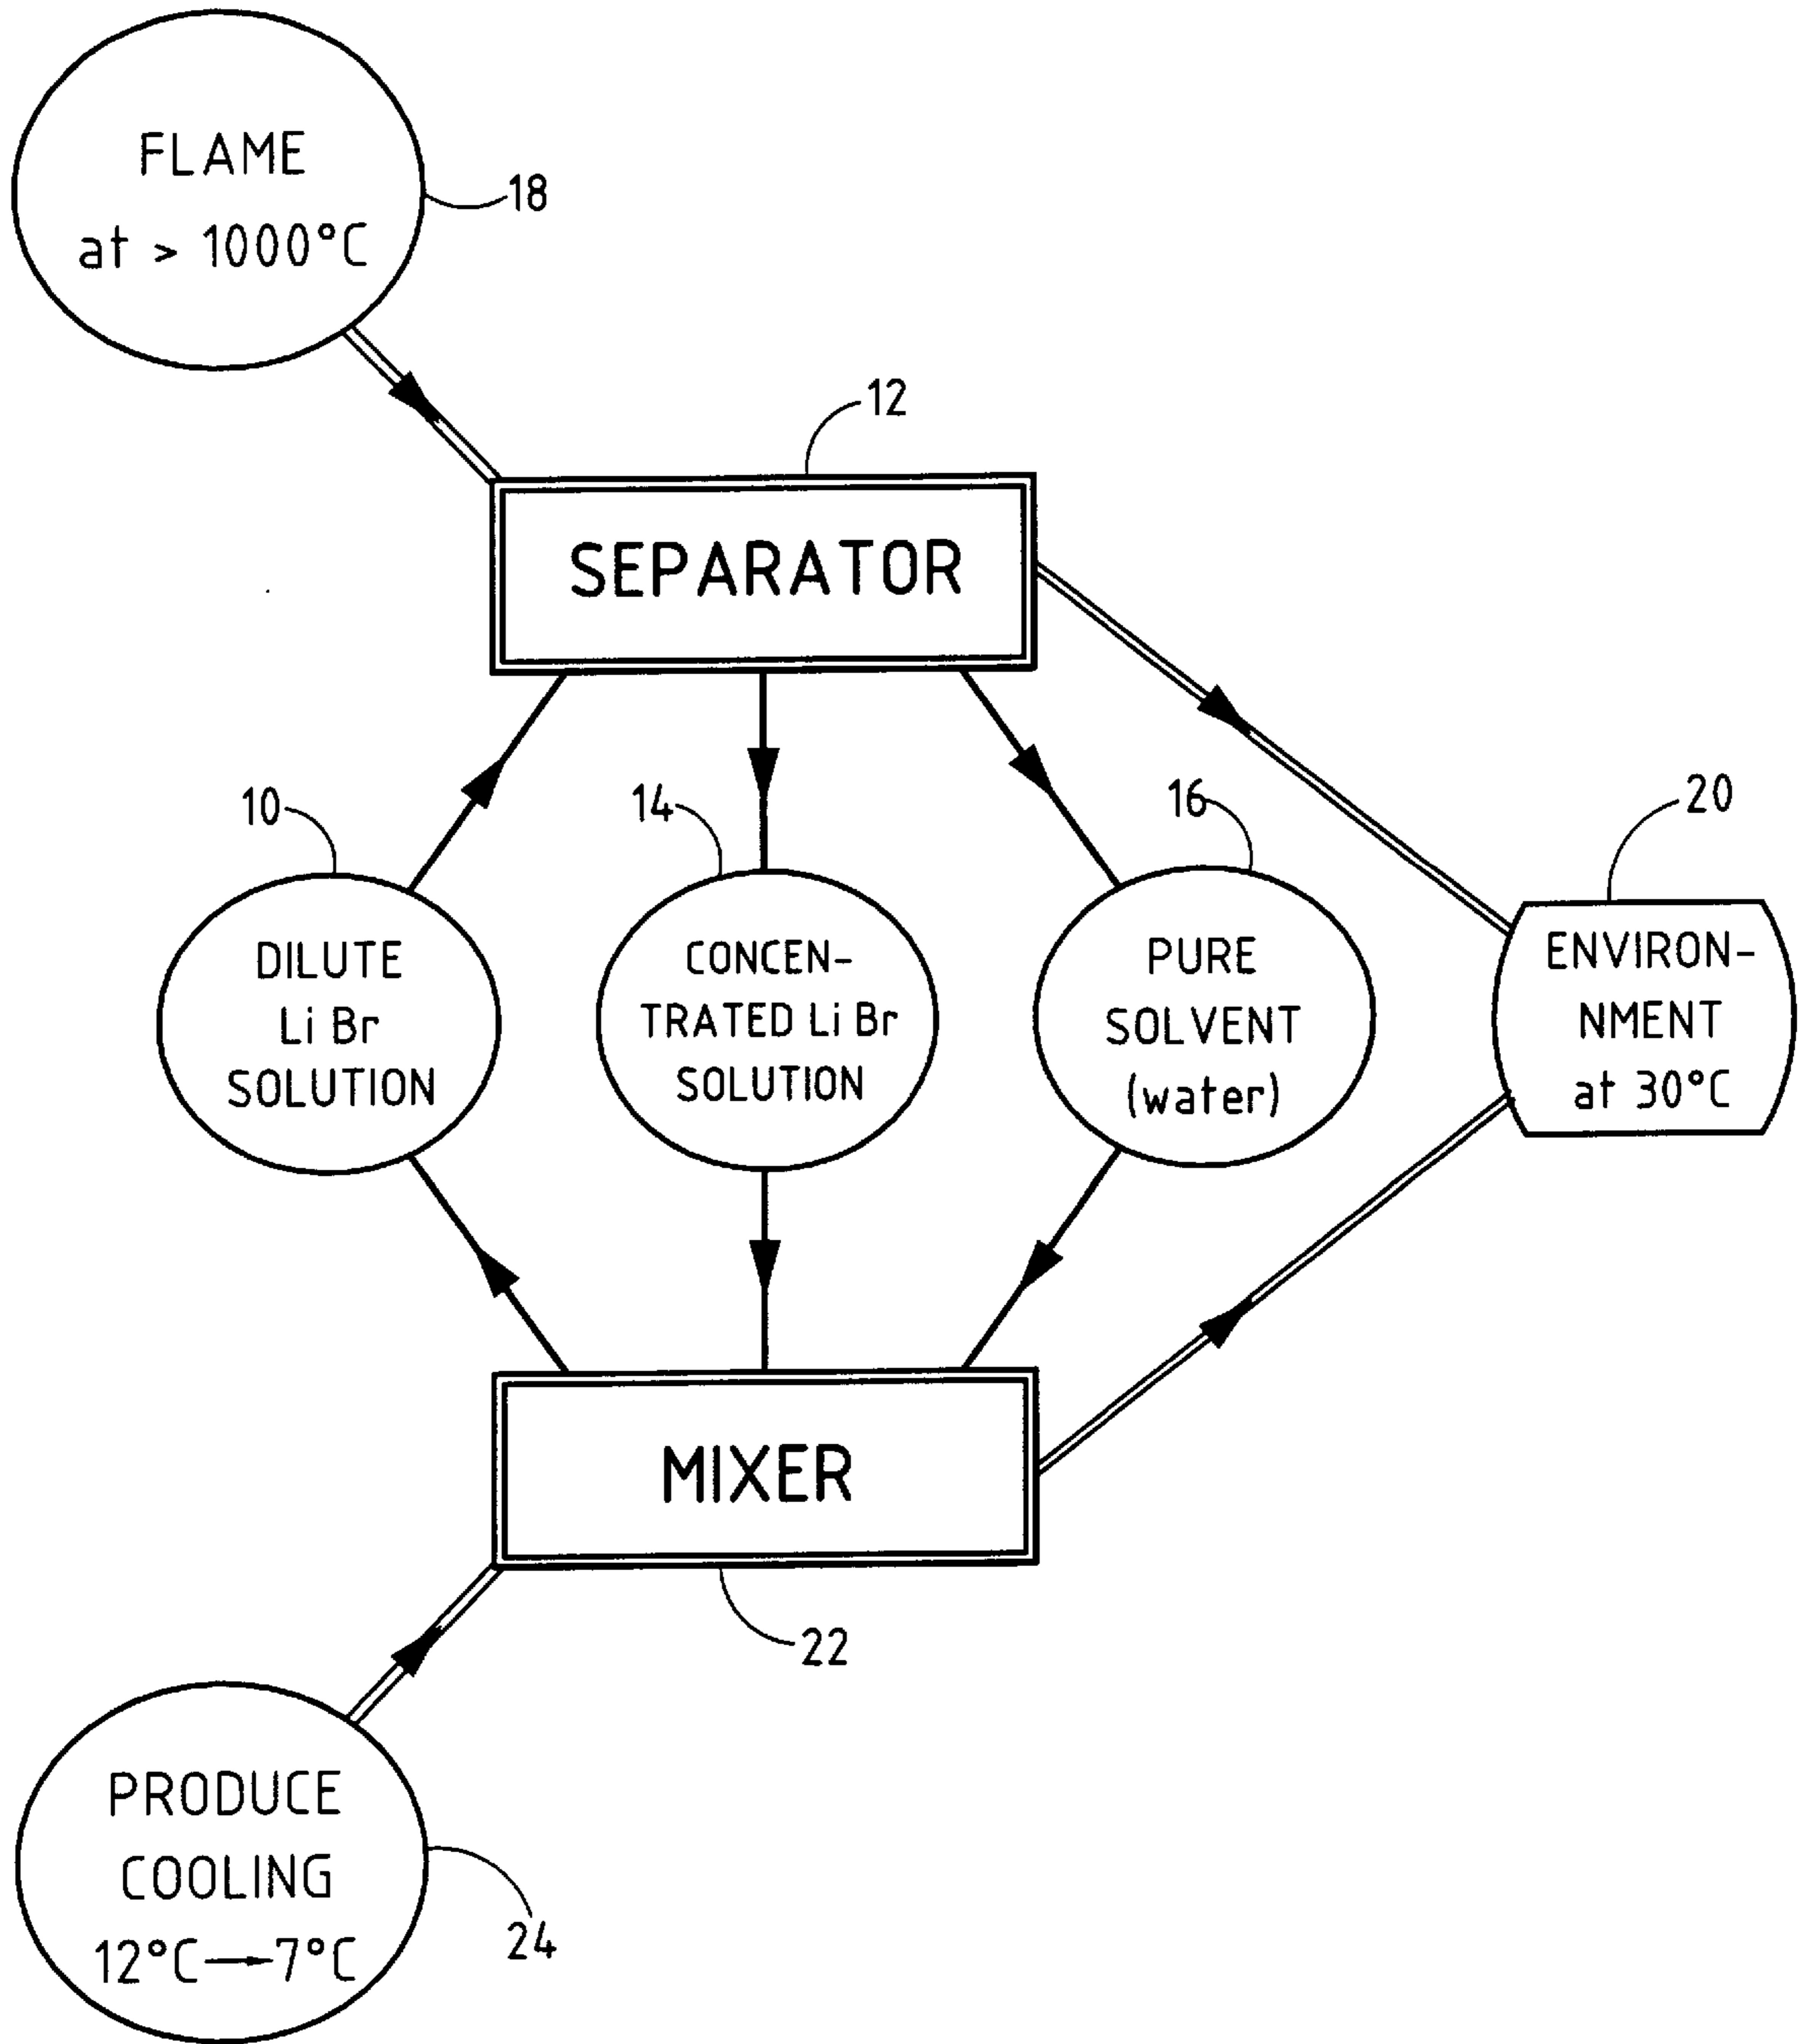 FLAME
at > 1000°C
18
12
SEPARATOR
10
14
16
20
DILUTE
Li Br
SOLUTION
CONCEN-
TRATED Li Br
SOLUTION
PURE
SOLVENT
(water)
ENVIRON-
NMENT
at 30°C
MIXER
22
PRODUCE
COOLING
12°C → 7°C
24